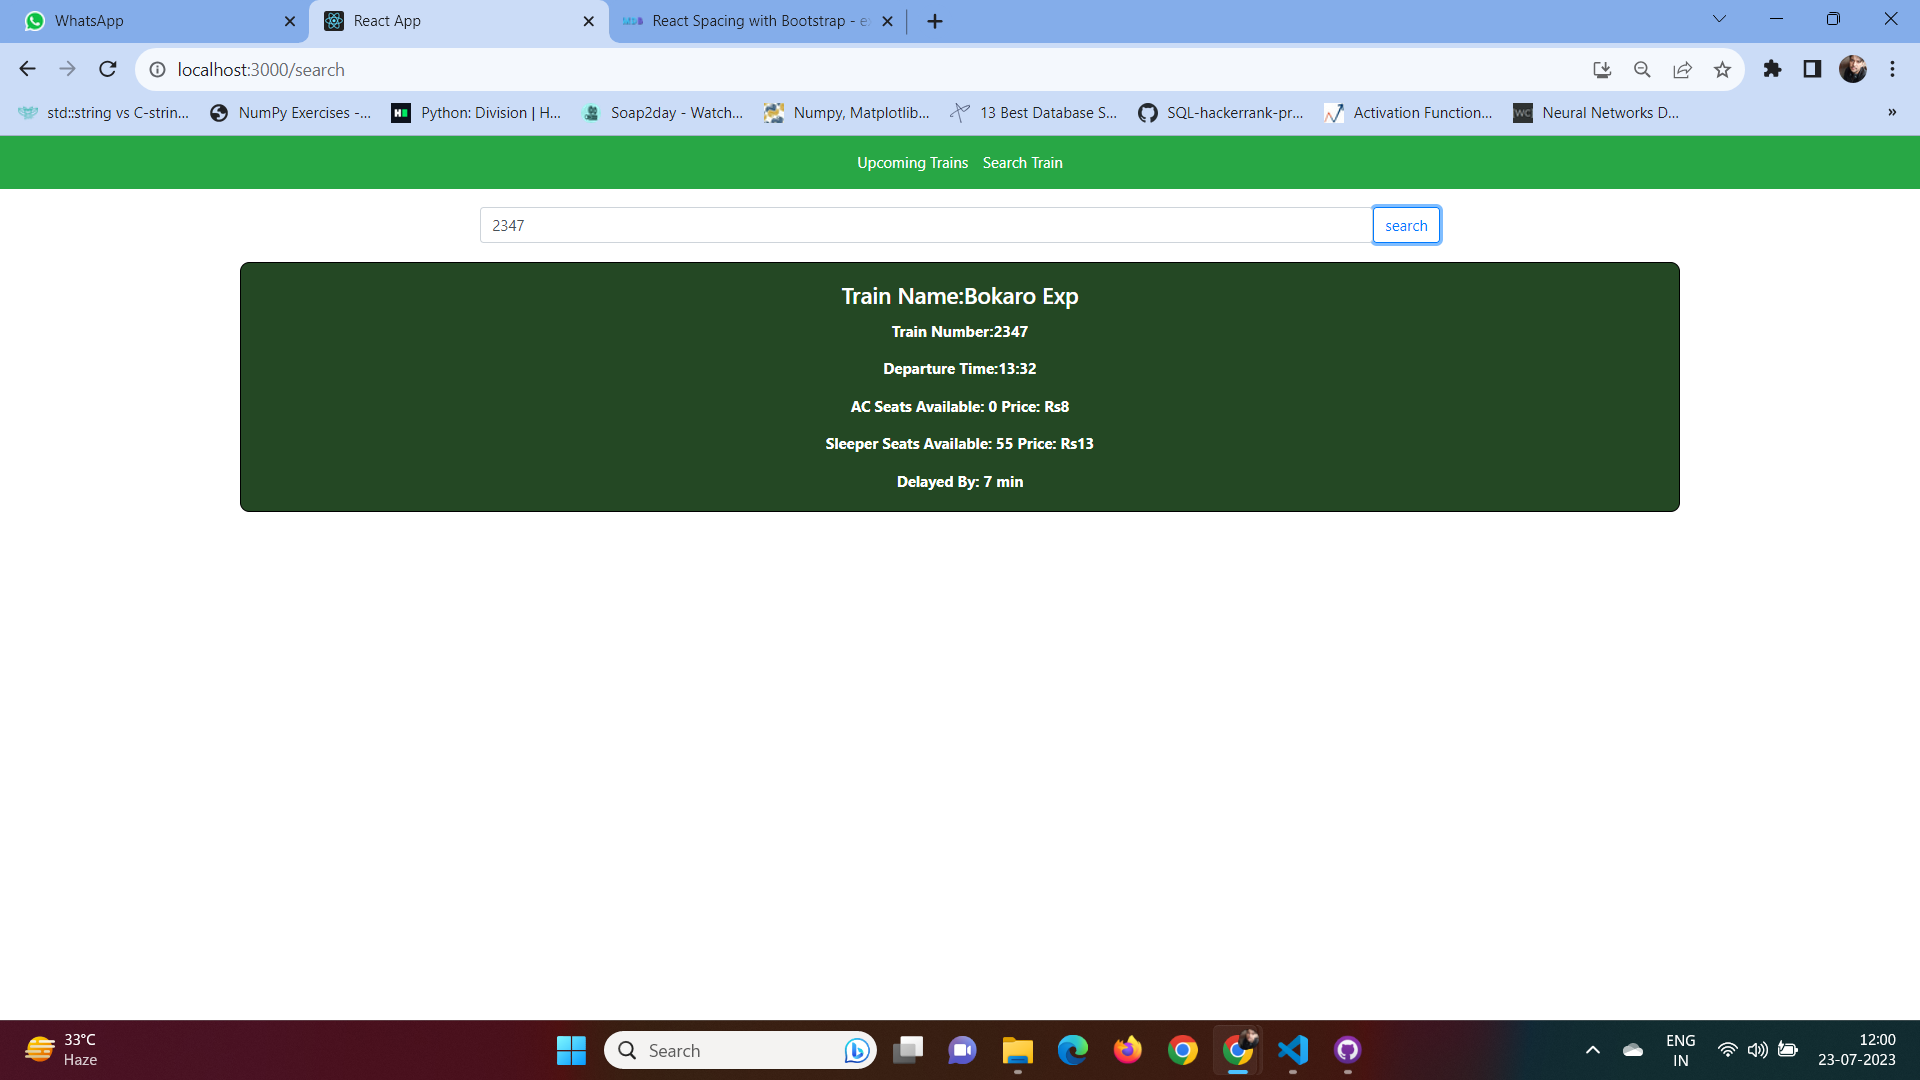 WhatsApp
React App
React Spacing with Bootstrap - e
localhost:3000/search
std::string vs C-strin...
NumPy Exercises -...
Python: Division | H...
Soap2day - Watch...
Numpy, Matplotlib...
13 Best Database S...
SQL-hackerrank-pr...
Activation Function...
Neural Networks D...
»
Upcoming Trains Search Train
2347
search
Train Name:Bokaro Exp
Train Number:2347
Departure Time:13:32
AC Seats Available: 0 Price: Rs8
Sleeper Seats Available: 55 Price: Rs13
Delayed By: 7 min
33°C
Haze
Search
ENG
IN
12:00
23-07-2023